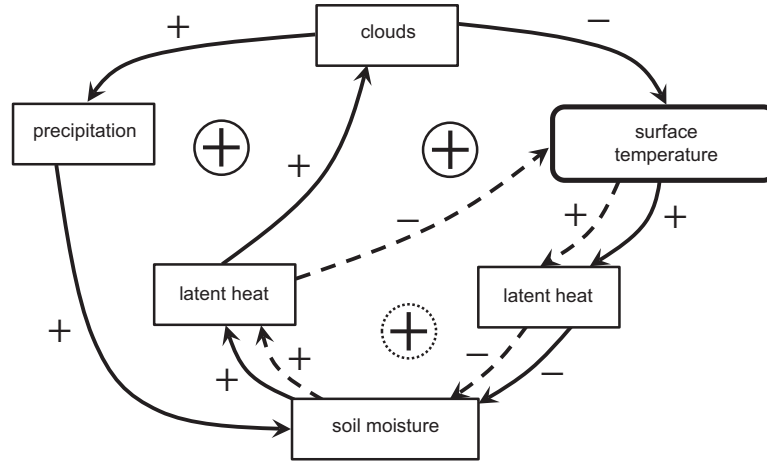 clouds
+
−
precipitation
surface
temperature
+
+
+
−
+
+
latent heat
latent heat
+
+
+
+
−
−
soil moisture